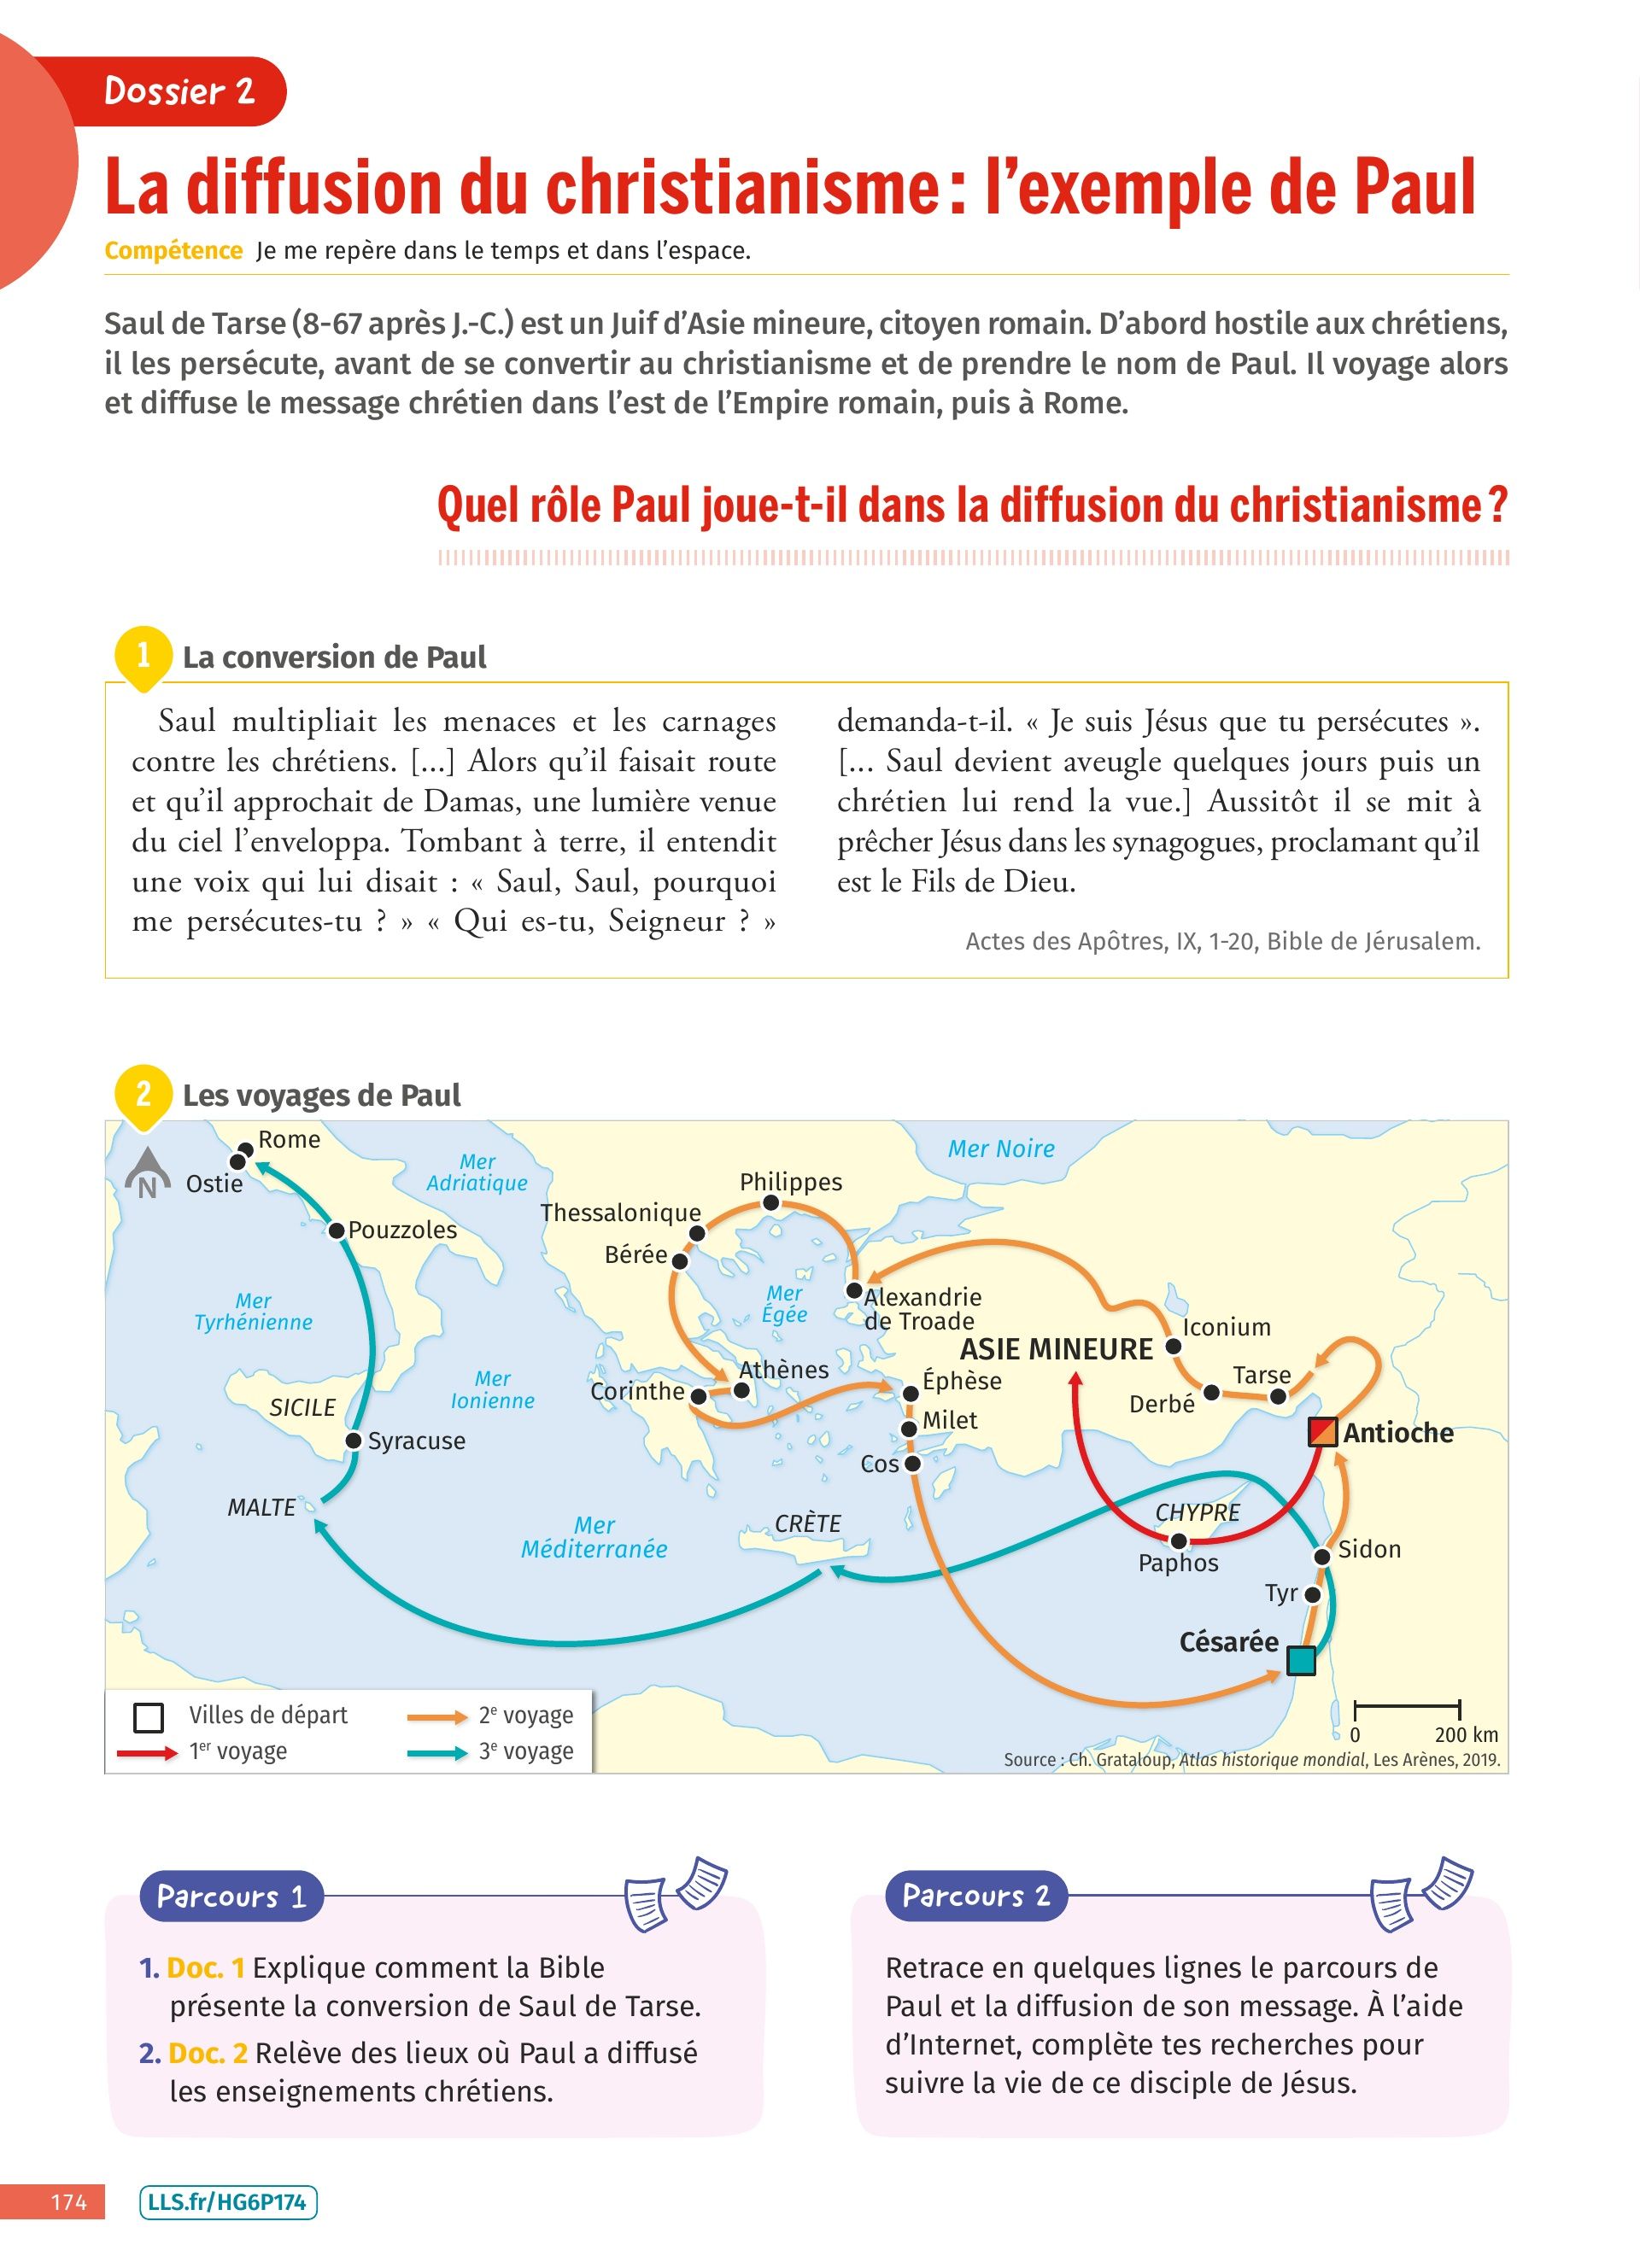 Dossier 2
La diffusion du christianisme : l'exemple de Paul
Compétence Je me repère dans le temps et dans l'espace.
Saul de Tarse (8-67 après J.-C.) est un Juif d'Asie mineure, citoyen romain. D'abord hostile aux chrétiens,
il les persécute, avant de se convertir au christianisme et de prendre le nom de Paul. Il voyage alors
et diffuse le message chrétien dans l'est de l'Empire romain, puis à Rome.
Quel rôle Paul joue-t-il dans la diffusion du christianisme ?
1 La conversion de Paul
Saul multipliait les menaces et les carnages
contre les chrétiens. [...] Alors qu'il faisait route
et qu'il approchait de Damas, une lumière venue
du ciel l'enveloppa. Tombant à terre, il entendit
une voix qui lui disait : « Saul, Saul, pourquoi
me persécutes-tu ? » « Qui es-tu, Seigneur ? »
demanda-t-il. « Je suis Jésus que tu persécutes ».
[... Saul devient aveugle quelques jours puis un
chrétien lui rend la vue.] Aussitôt il se mit à
prêcher Jésus dans les synagogues, proclamant qu'il
est le Fils de Dieu.
Actes des Apôtres, IX, 1-20, Bible de Jérusalem.
2 Les voyages de Paul
N
Rome
Ostie
Pouzzoles
Mer
Adriatique
Mer Noire
Philippes
Thessalonique
Bérée
Mer
Tyrhénienne
Mer
Égée
Alexandrie
de Troade
ASIE MINEURE
Iconium
Tarse
Derbé
Antioche
Mer
Ionienne
Athènes
Corinthe
Éphèse
Milet
Cos
SICILE
Syracuse
MALTE
Mer
Méditerranée
CRÈTE
CHYPRE
Paphos
Sidon
Tyr
Césarée
Villes de départ
1er voyage
2e voyage
3e voyage
0 200 km
Source : Ch. Grataloup, Atlas historique mondial, Les Arènes, 2019.
Parcours 1
1. Doc. 1 Explique comment la Bible
présente la conversion de Saul de Tarse.
2. Doc. 2 Relève des lieux où Paul a diffusé
les enseignements chrétiens.
Parcours 2
Retrace en quelques lignes le parcours de
Paul et la diffusion de son message. À l'aide
d'Internet, complète tes recherches pour
suivre la vie de ce disciple de Jésus.
174
LLS.fr/HG6P174